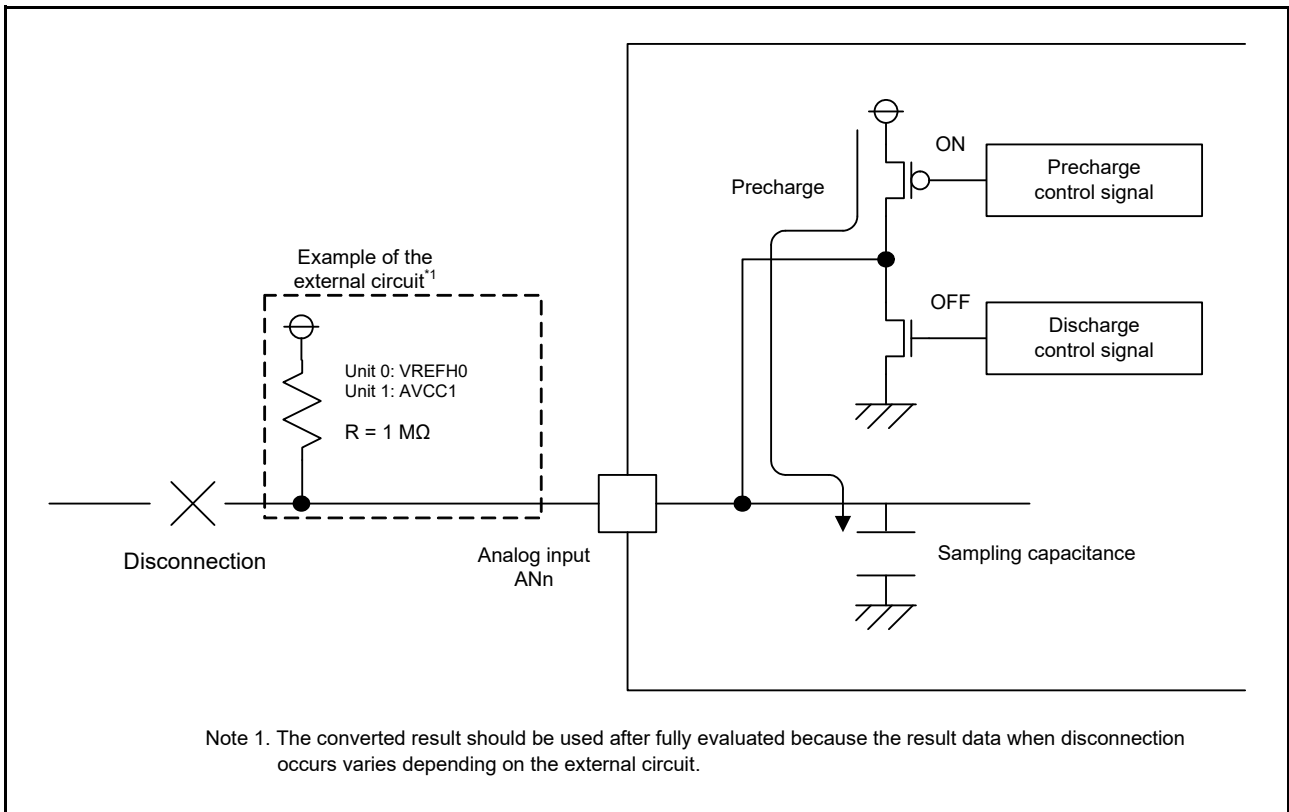 ON
Precharge
control signal
Precharge
Example of the
external circuit*1
OFF
Discharge
control signal
Unit 0: VREFH0
Unit 1: AVCC1
R = 1 MΩ
Disconnection
Analog input
ANn
Sampling capacitance
Note 1. The converted result should be used after fully evaluated because the result data when disconnection
occurs varies depending on the external circuit.